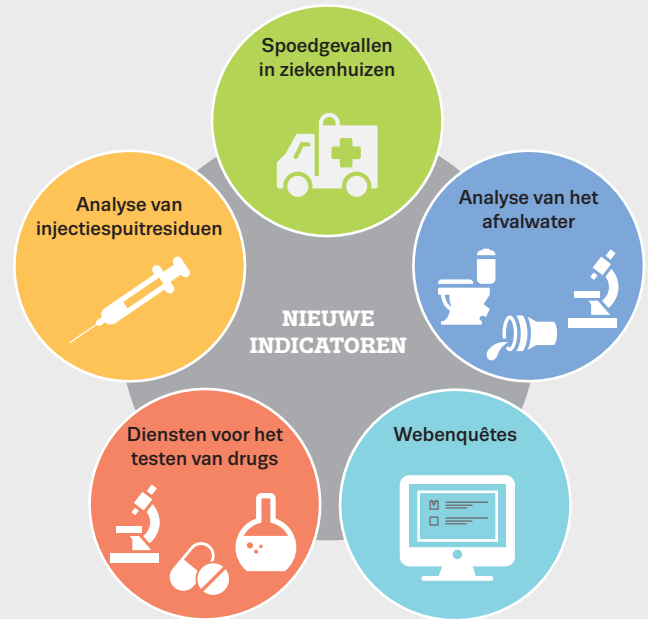 Spoedgevallen
in ziekenhuizen
Analyse van
injectiespuitresiduen
Analyse van het
afvalwater
NIEUWE
INDICATOREN
Diensten voor het
testen van drugs
Webenquêtes